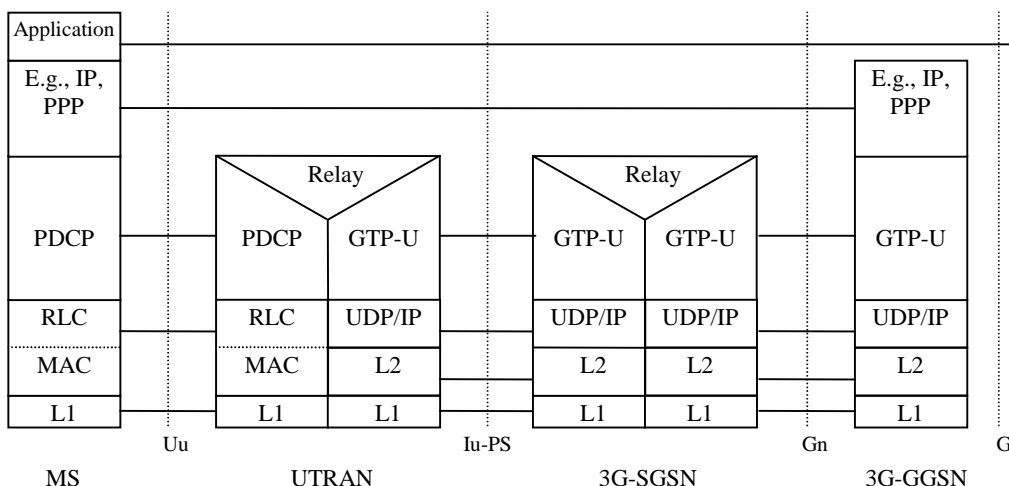 Application
E.g., IP, E.g., IP,
PPP PPP
Relay Relay
PDCP PDCP GTP-U GTP-U GTP-U GTP-U
RLC RLC UDP/IP UDP/IP UDP/IP UDP/IP
MAC MAC L2 L2 L2 L2
L1 L1 L1 L1 L1 L1
Uu Iu-PS Gn G
MS UTRAN 3G-SGSN 3G-GGSN